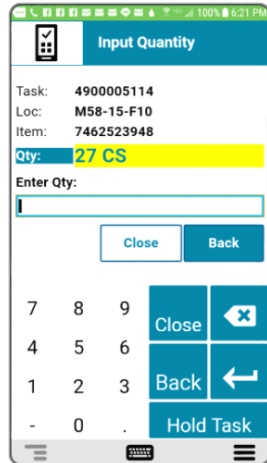 100% 6:21 PM
Input Quantity
Task: 4900005114
Loc: M58-15-F10
Item: 7462523948
Qty: 27 CS
Enter Qty:
Close Back
7 8 9 Close
4 5 6
1 2 3 Back
- 0 . Hold Task